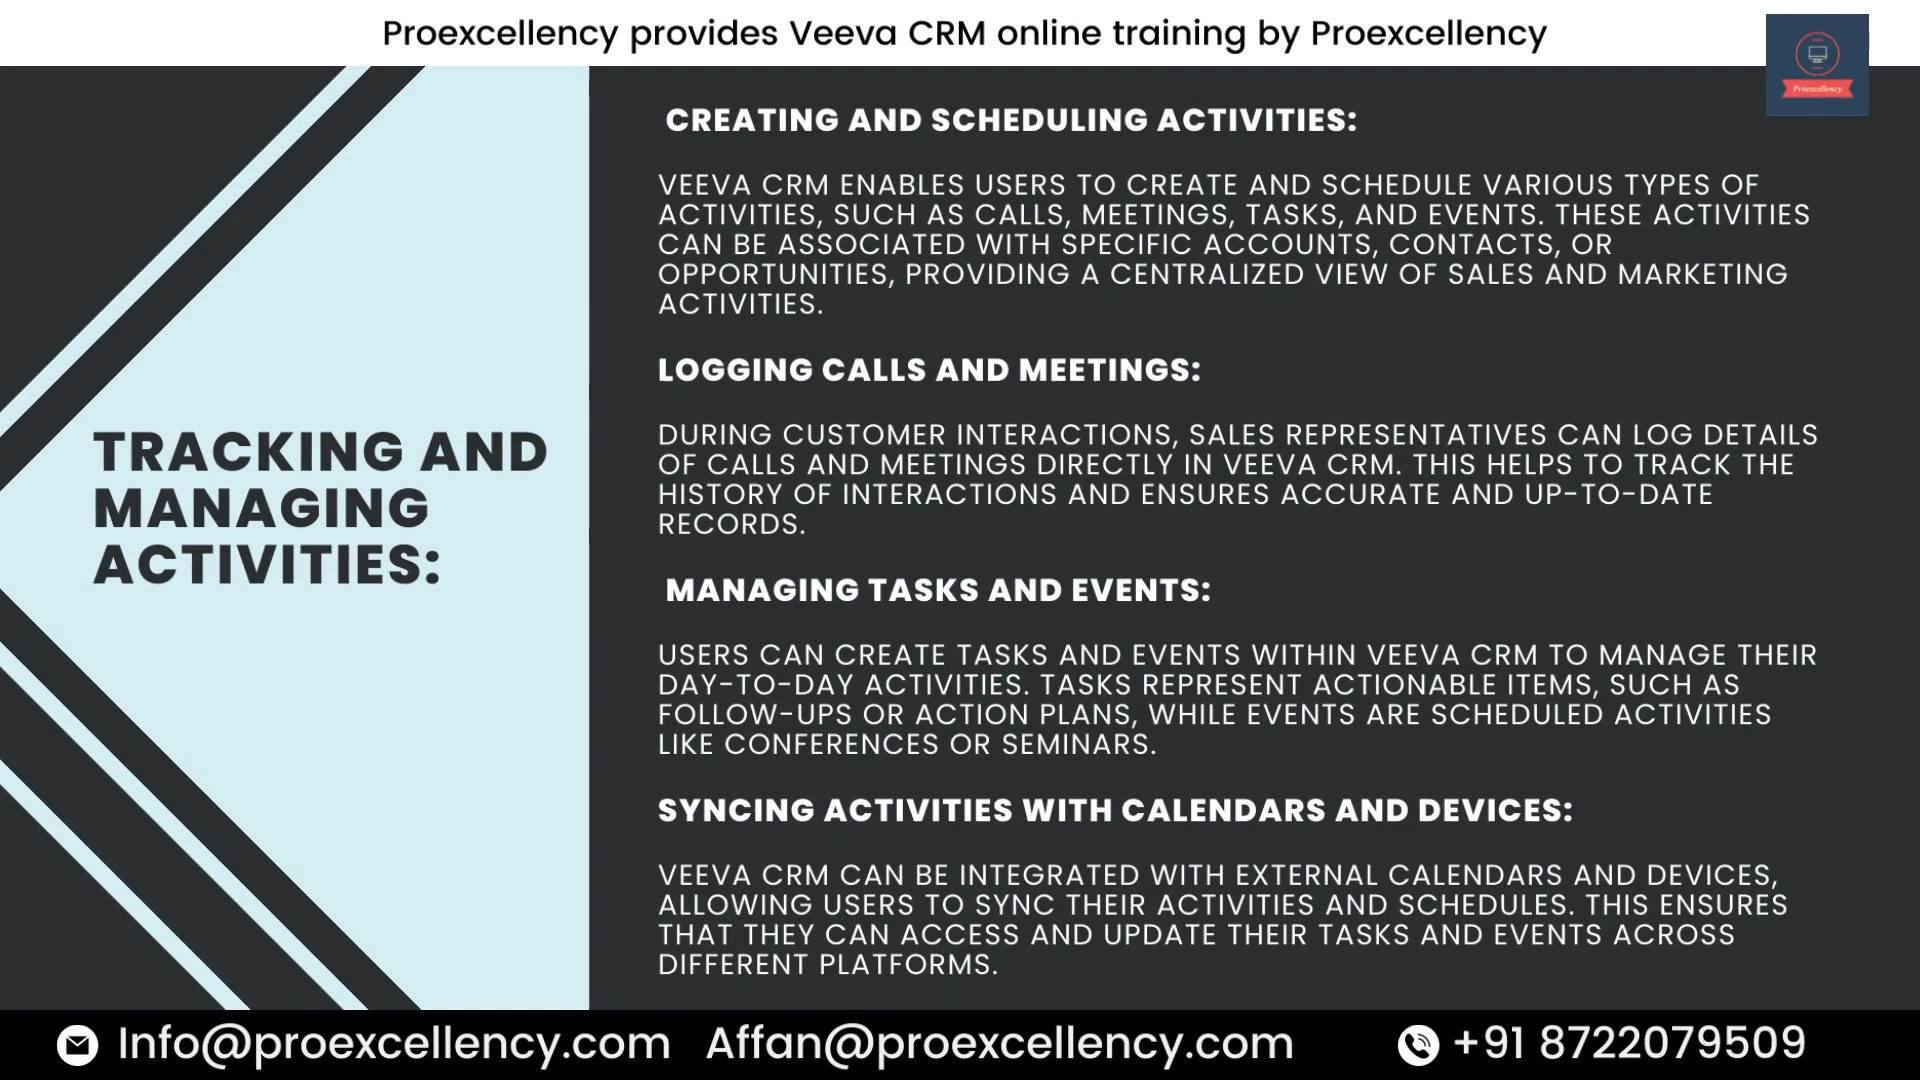 Proexcellency provides Veeva CRM online training by Proexcellency
Proexcellency
TRACKING AND
MANAGING
ACTIVITIES:
CREATING AND SCHEDULING ACTIVITIES:
VEEVA CRM ENABLES USERS TO CREATE AND SCHEDULE VARIOUS TYPES OF
ACTIVITIES, SUCH AS CALLS, MEETINGS, TASKS, AND EVENTS. THESE ACTIVITIES
CAN BE ASSOCIATED WITH SPECIFIC ACCOUNTS, CONTACTS, OR
OPPORTUNITIES, PROVIDING A CENTRALIZED VIEW OF SALES AND MARKETING
ACTIVITIES.
LOGGING CALLS AND MEETINGS:
DURING CUSTOMER INTERACTIONS, SALES REPRESENTATIVES CAN LOG DETAILS
OF CALLS AND MEETINGS DIRECTLY IN VEEVA CRM. THIS HELPS TO TRACK THE
HISTORY OF INTERACTIONS AND ENSURES ACCURATE AND UP-TO-DATE
RECORDS.
MANAGING TASKS AND EVENTS:
USERS CAN CREATE TASKS AND EVENTS WITHIN VEEVA CRM TO MANAGE THEIR
DAY-TO-DAY ACTIVITIES. TASKS REPRESENT ACTIONABLE ITEMS, SUCH AS
FOLLOW-UPS OR ACTION PLANS, WHILE EVENTS ARE SCHEDULED ACTIVITIES
LIKE CONFERENCES OR SEMINARS.
SYNCING ACTIVITIES WITH CALENDARS AND DEVICES:
VEEVA CRM CAN BE INTEGRATED WITH EXTERNAL CALENDARS AND DEVICES,
ALLOWING USERS TO SYNC THEIR ACTIVITIES AND SCHEDULES. THIS ENSURES
THAT THEY CAN ACCESS AND UPDATE THEIR TASKS AND EVENTS ACROSS
DIFFERENT PLATFORMS.
Info@proexcellency.com Affan@proexcellency.com +91 8722079509